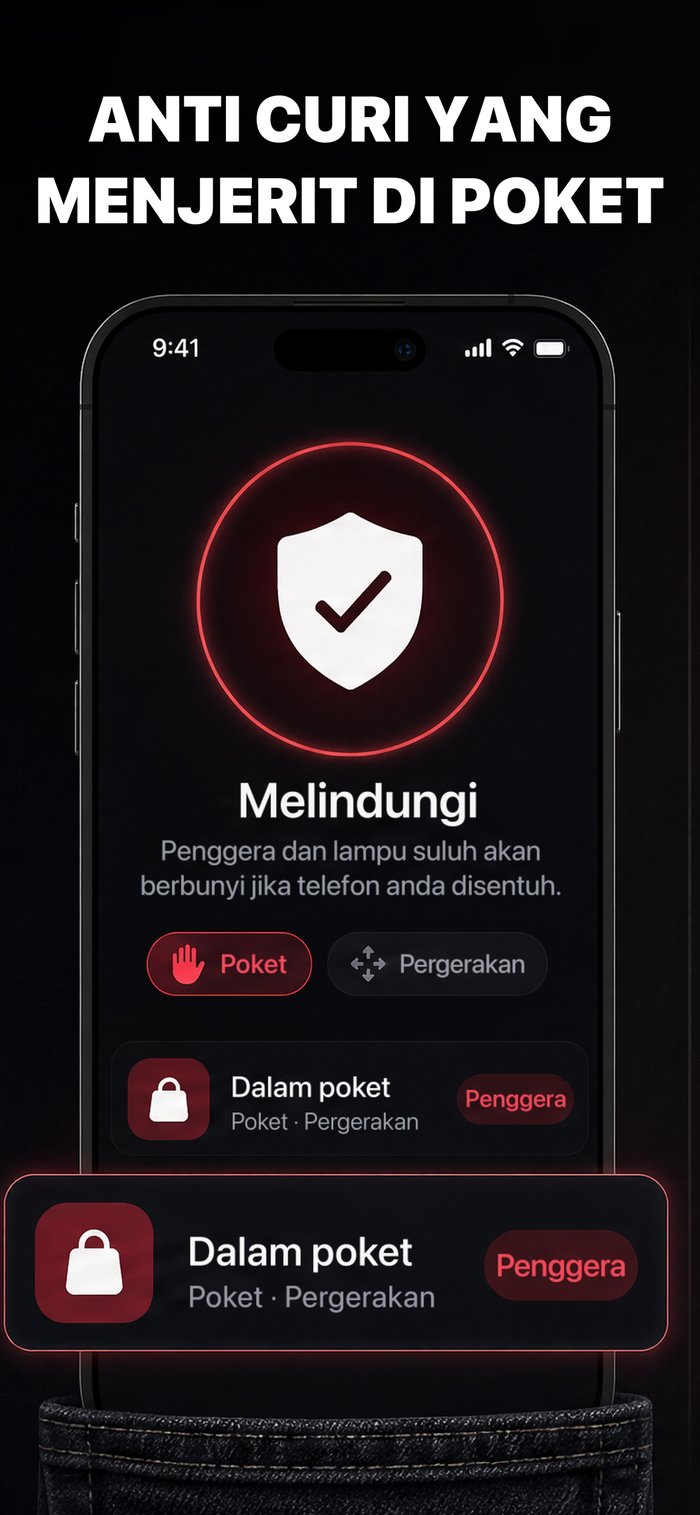 ANTI CURI YANG
MENJERIT DI POKET
9:41
Melindungi
Penggera dan lampu suluh akan
berbunyi jika telefon anda disentuh.
Poket
Pergerakan
Dalam poket
Poket · Pergerakan
Penggera
Dalam poket
Poket · Pergerakan
Penggera